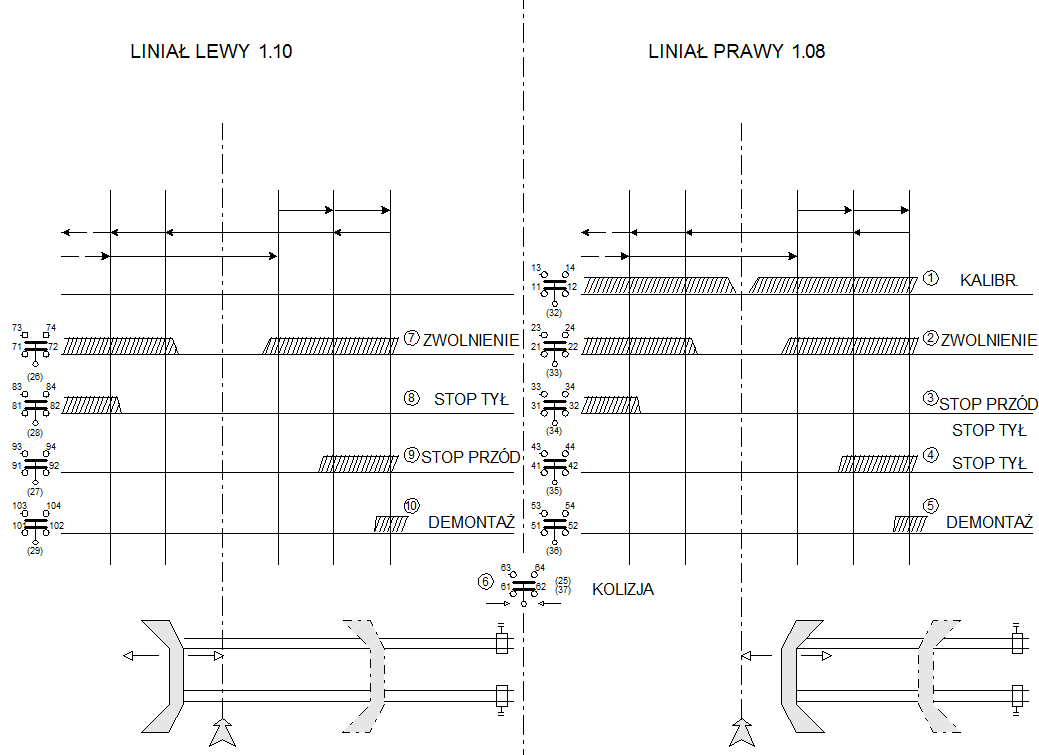 LINIAŁ LEWY 1.10
LINIAŁ PRAWY 1.08
13 14
11 12
(32)
1 KALIBR.
73 74
71 72
(26)
7 ZWOLNIENIE
23 24
21 22
(33)
2 ZWOLNIENIE
83 84
81 82
(28)
8 STOP TYŁ
33 34
31 32
(34)
3 STOP PRZÓD
STOP TYŁ
93 94
91 92
(27)
9 STOP PRZÓD
43 44
41 42
(35)
4 STOP TYŁ
103 104
101 102
(29)
10 DEMONTAŻ
53 54
51 52
(36)
5 DEMONTAŻ
63 64
6 61 62 (25)
(37)
KOLIZJA